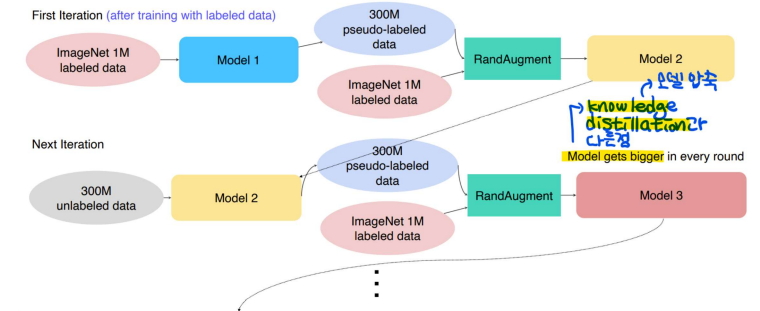 First Iteration (after training with labeled data)
ImageNet 1M
labeled data
Model 1
300M
pseudo-labeled
data
ImageNet 1M
labeled data
RandAugment
Model 2
모델 압축
knowledge
distillation과
다른점
Model gets bigger in every round
Next Iteration
300M
unlabeled data
Model 2
300M
pseudo-labeled
data
ImageNet 1M
labeled data
RandAugment
Model 3